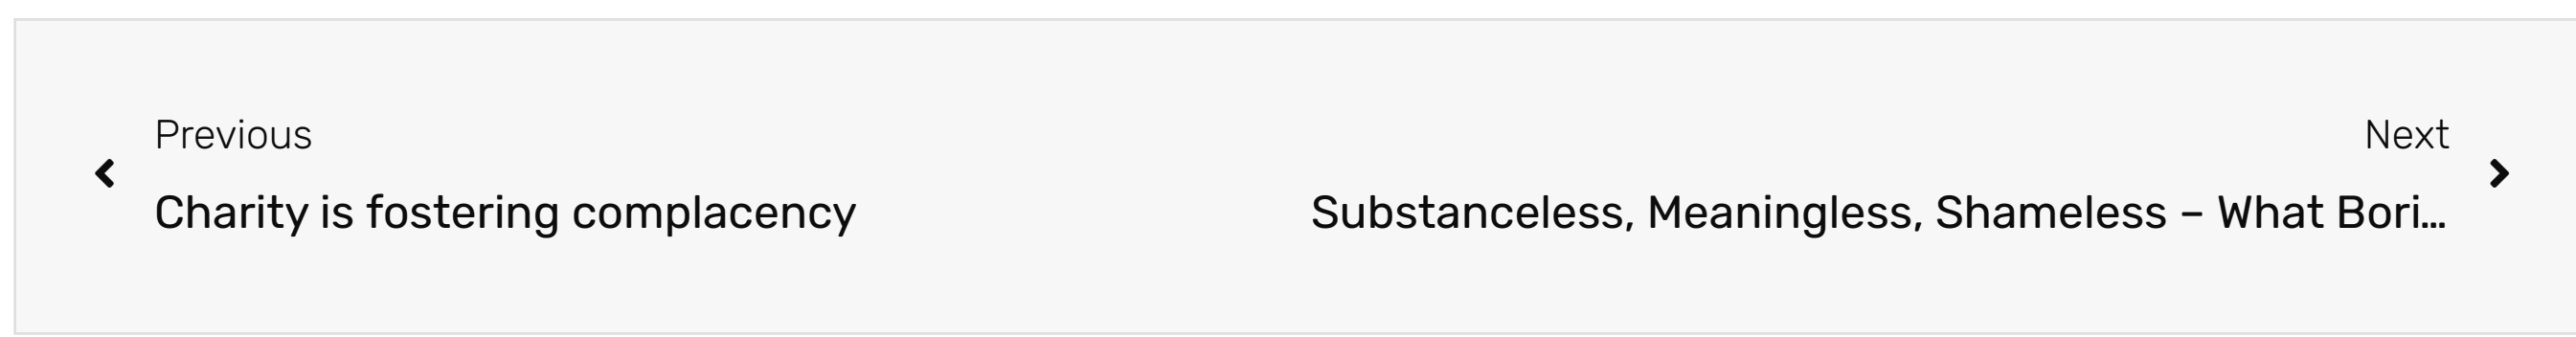 Previous
Charity is fostering complacency
Next
Substanceless, Meaningless, Shameless – What Bori...